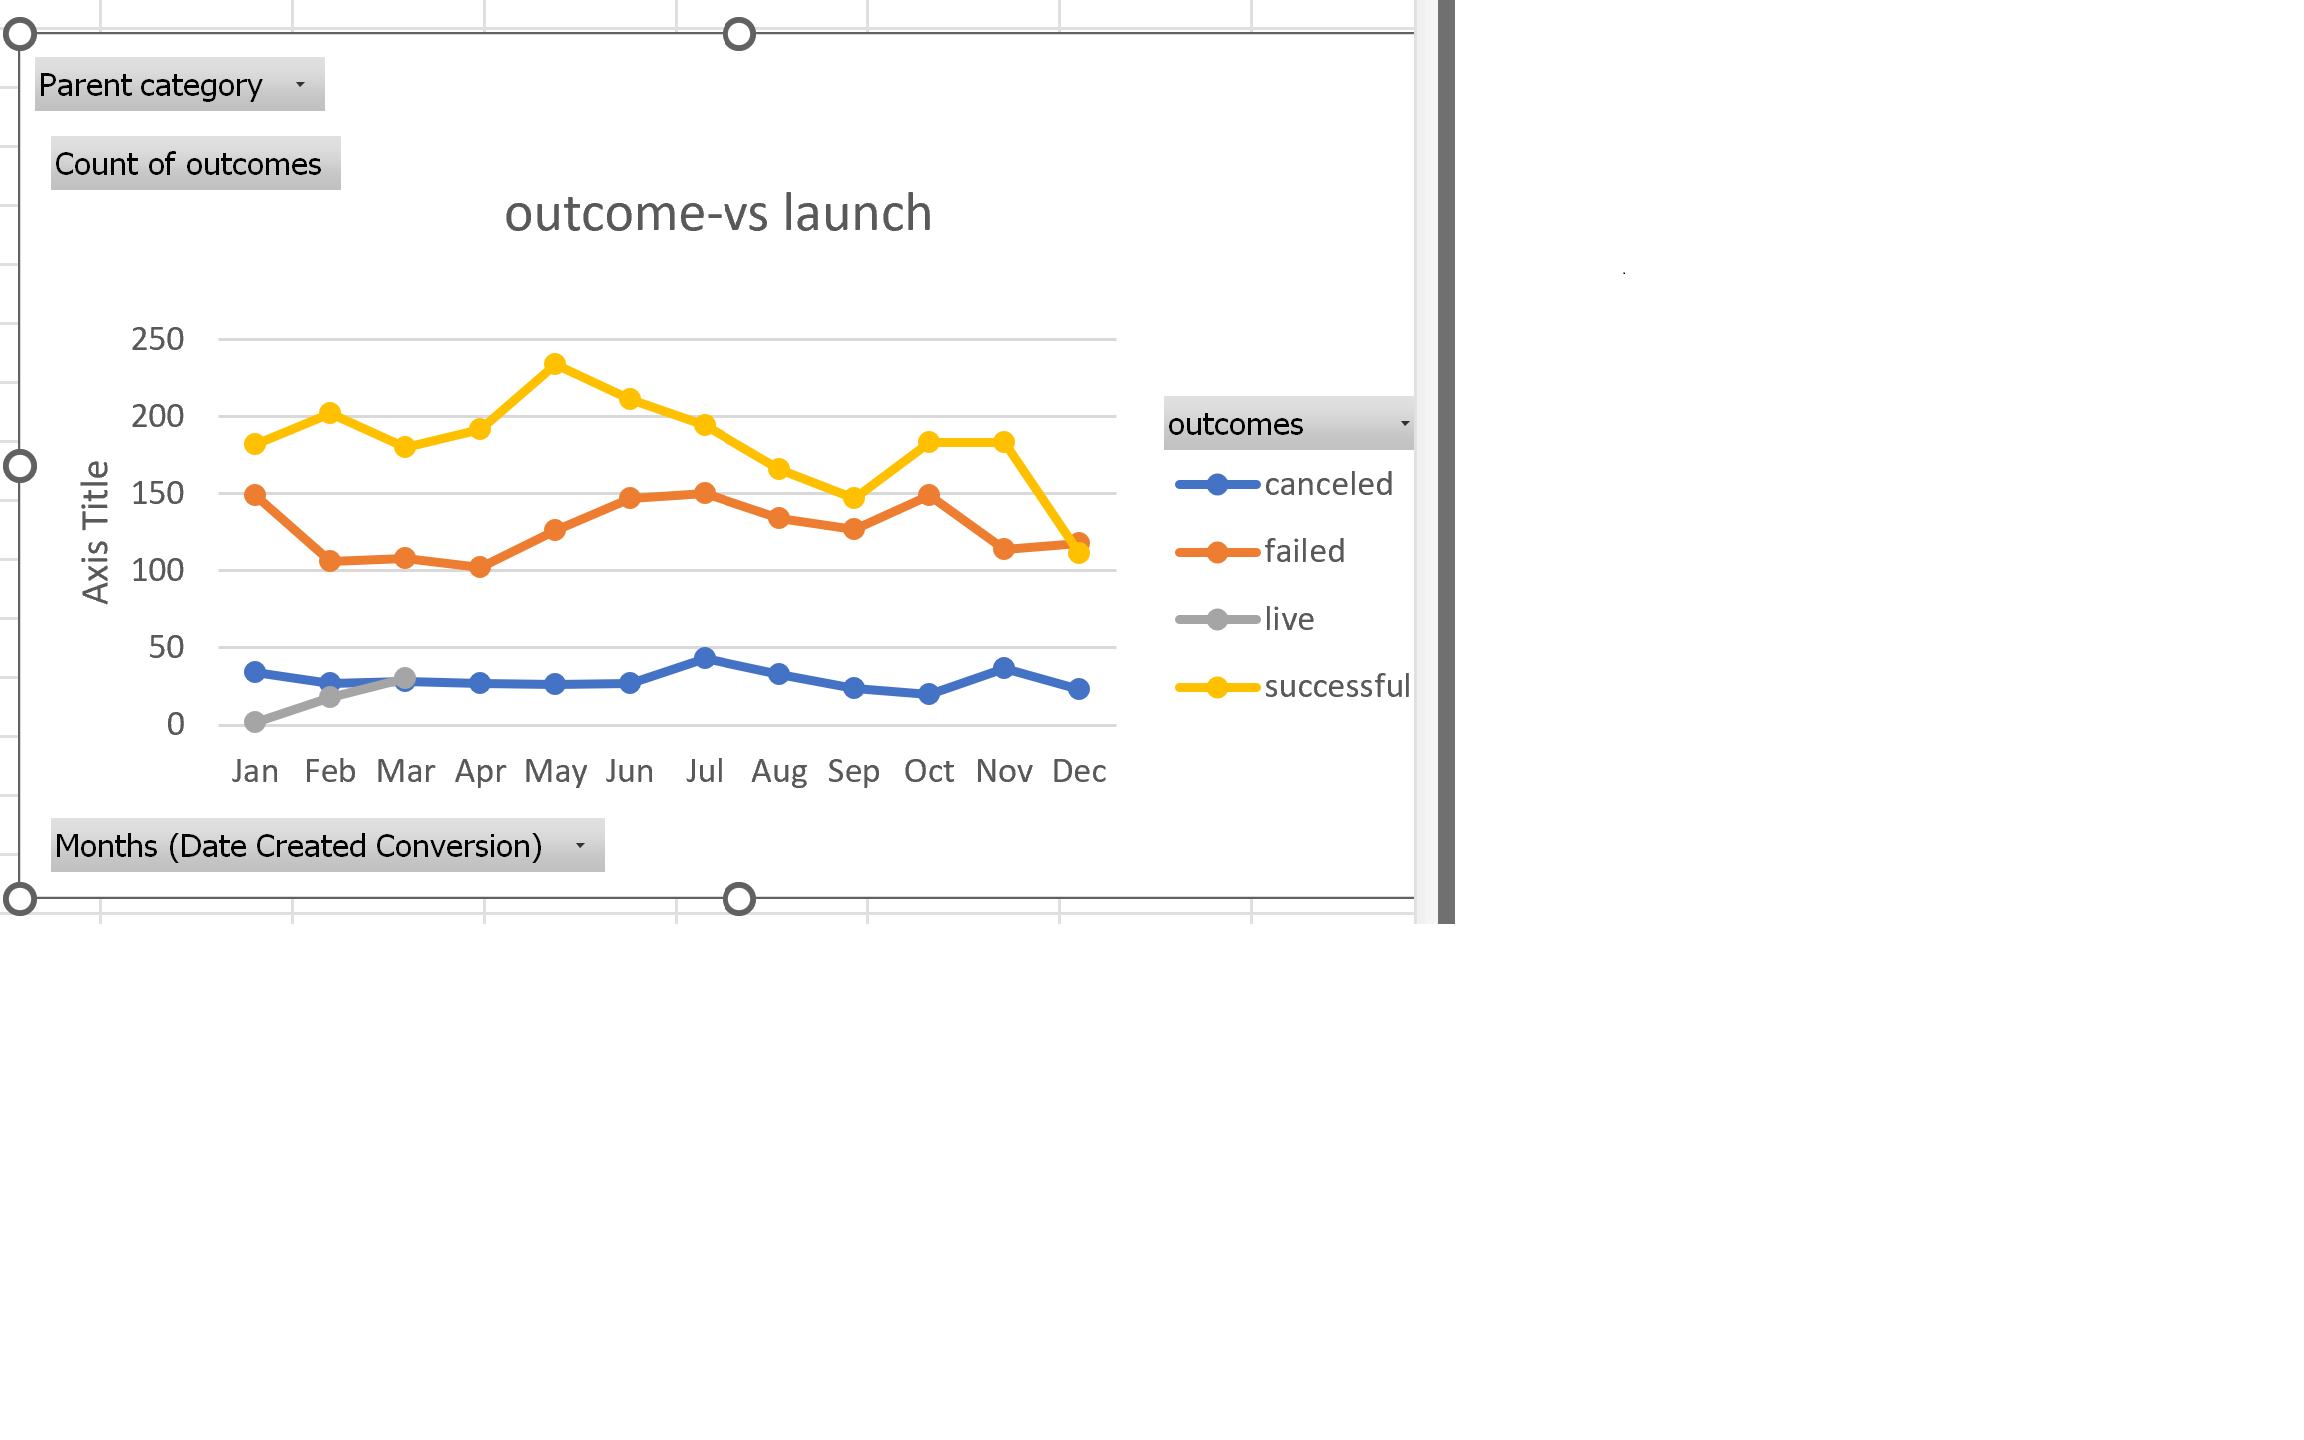 Parent category
Count of outcomes
outcome-vs launch
250
200
150
100
50
0
Axis Title
Jan Feb Mar Apr May Jun Jul Aug Sep Oct Nov Dec
outcomes
canceled
failed
live
successful
Months (Date Created Conversion)